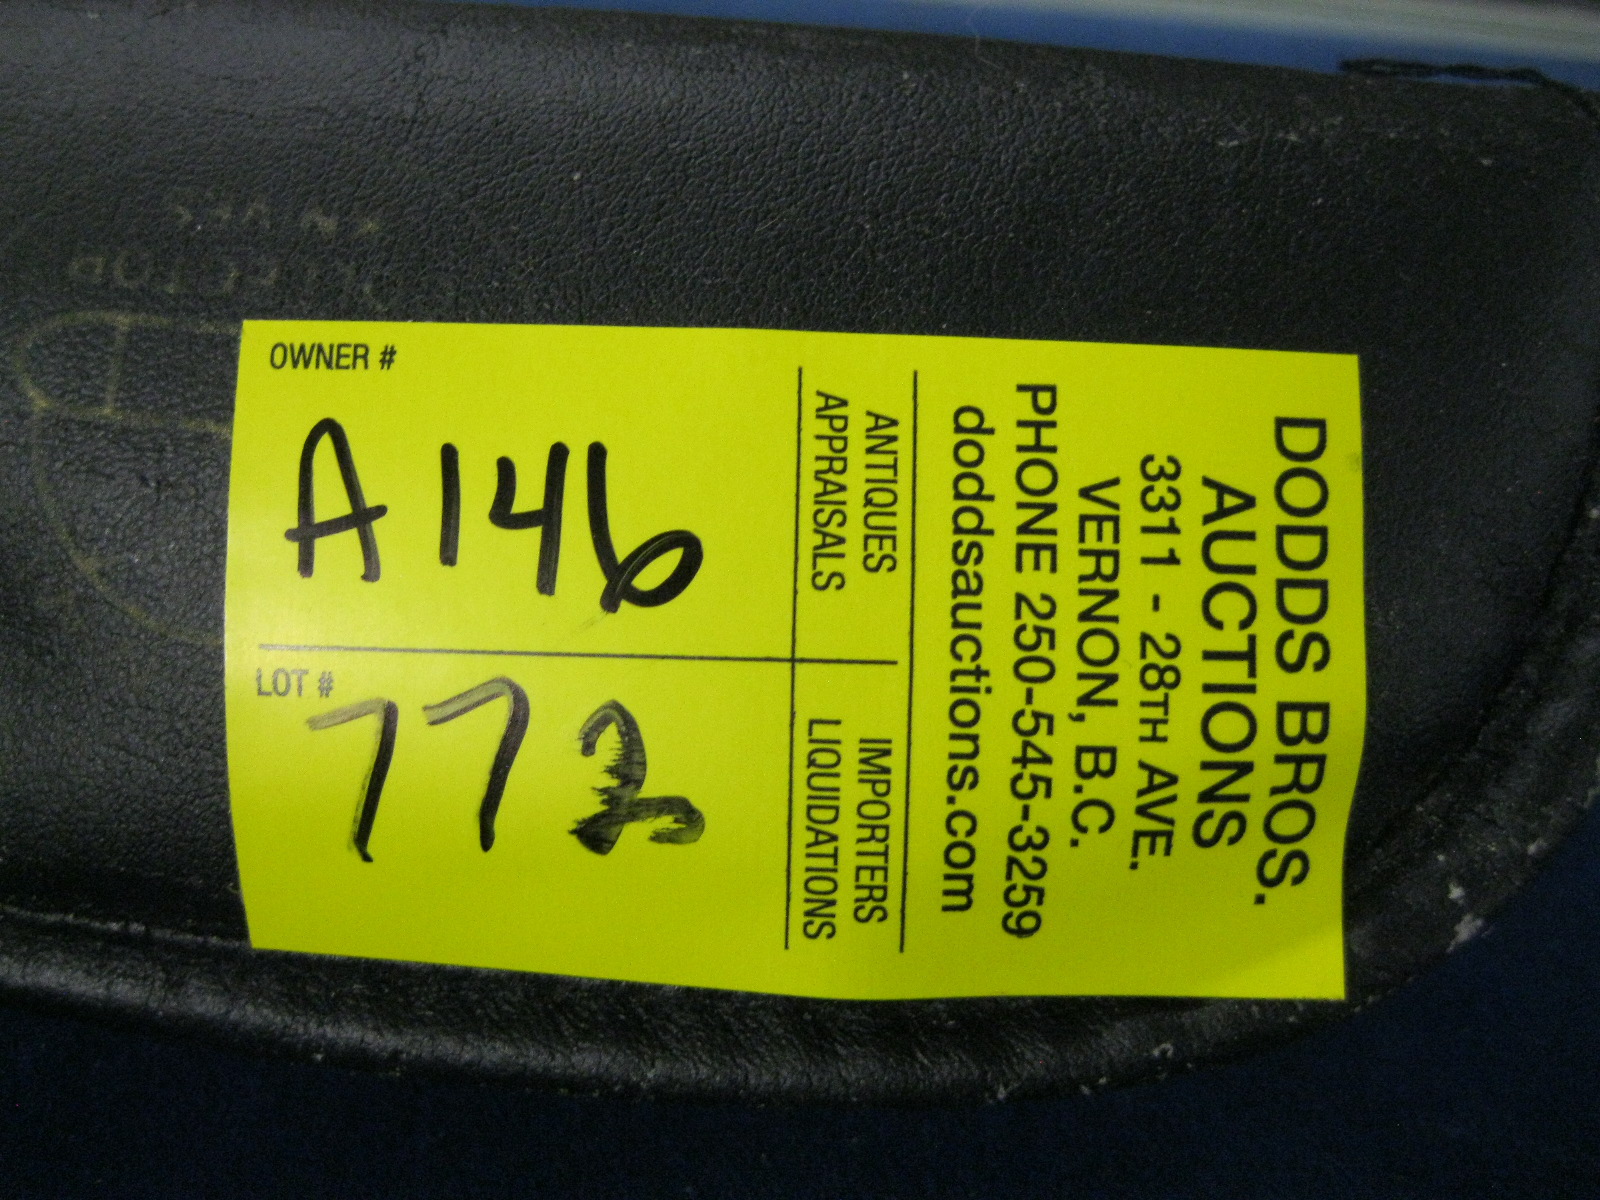 DODDS BROS.
AUCTIONS
3311 - 28TH AVE.
VERNON, B.C.
PHONE 250-545-3259
doddsauctions.com
ANTIQUES
APPRAISALS
IMPORTERS
LIQUIDATIONS
OWNER #
A146
LOT #
778